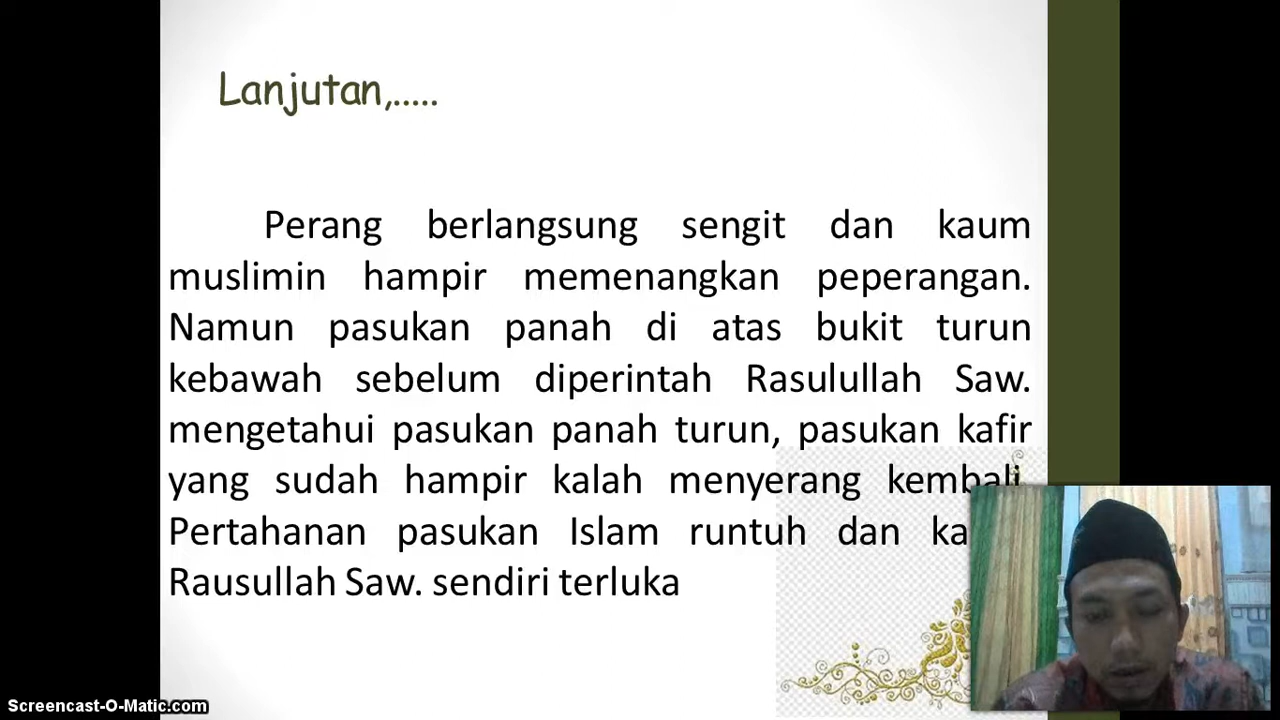 Lanjutan,.....
Perang berlangsung sengit dan kaum
muslimin hampir memenangkan peperangan.
Namun pasukan panah di atas bukit turun
kebawah sebelum diperintah Rasulullah Saw.
mengetahui pasukan panah turun, pasukan kafir
yang sudah hampir kalah menyerang kembali.
Pertahanan pasukan Islam runtuh dan
Rausullah Saw. sendiri terluka
Screencast-O-Matic.com